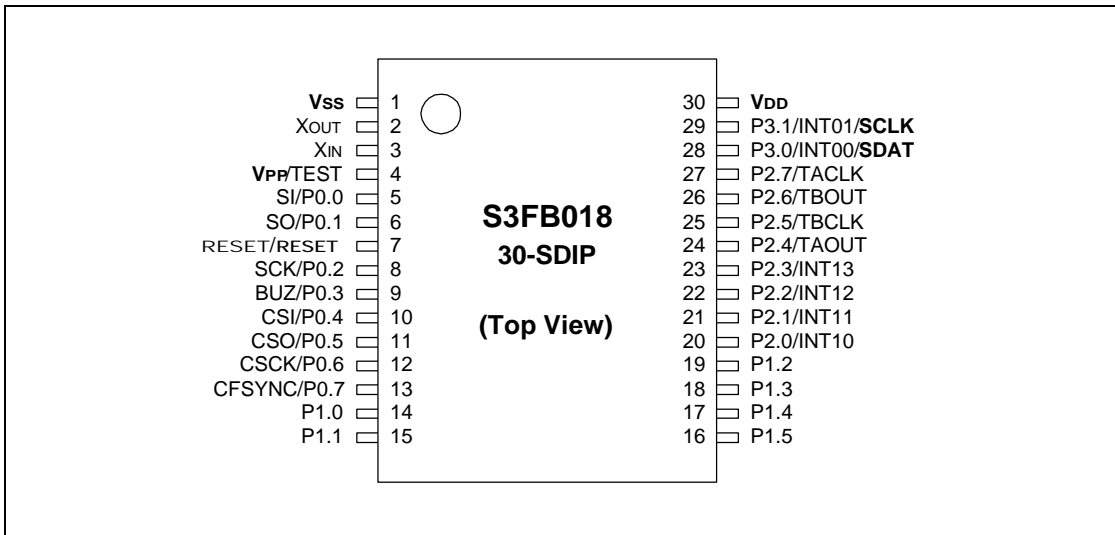 VSS 1
XOUT 2
XIN 3
VPP/TEST 4
SI/P0.0 5
SO/P0.1 6
RESET/RESET 7
SCK/P0.2 8
BUZ/P0.3 9
CSI/P0.4 10
CSO/P0.5 11
CSCK/P0.6 12
CFSYNC/P0.7 13
P1.0 14
P1.1 15
S3FB018
30-SDIP
(Top View)
30 VDD
29 P3.1/INT01/SCLK
28 P3.0/INT00/SDAT
27 P2.7/TACLK
26 P2.6/TBOUT
25 P2.5/TBCLK
24 P2.4/TAOUT
23 P2.3/INT13
22 P2.2/INT12
21 P2.1/INT11
20 P2.0/INT10
19 P1.2
18 P1.3
17 P1.4
16 P1.5